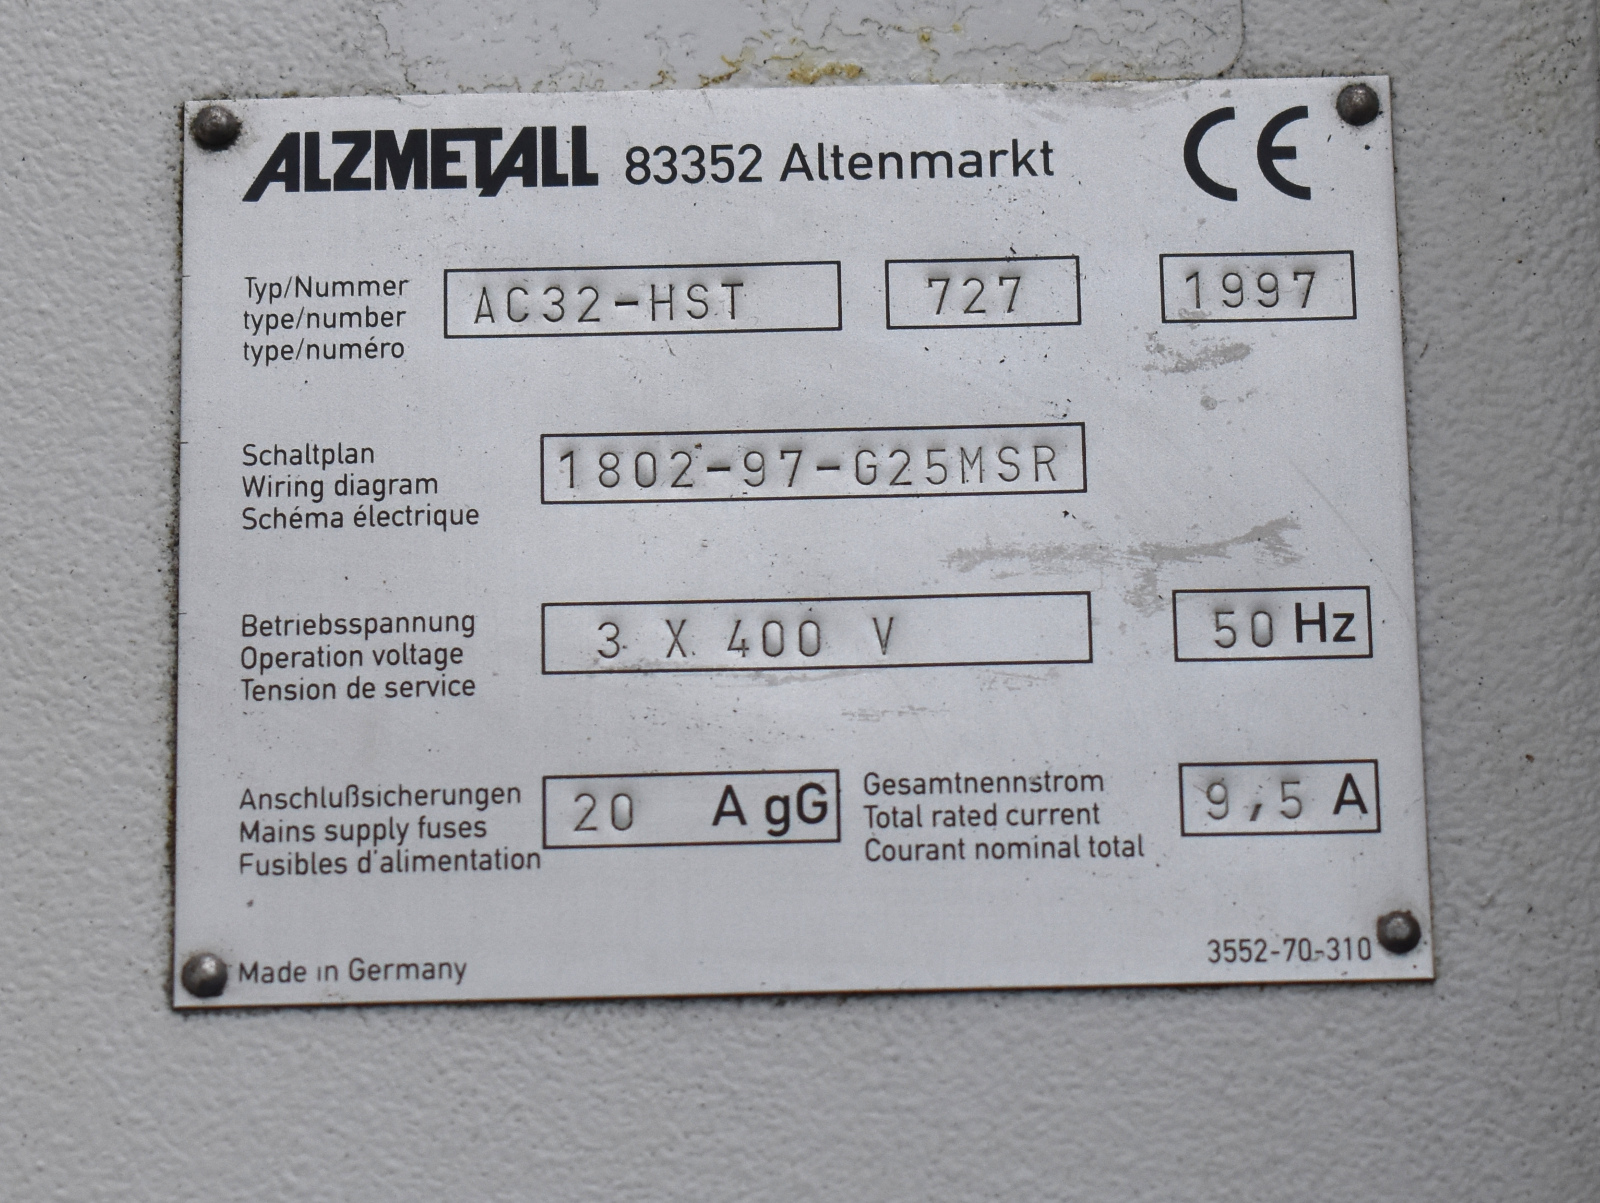 ALZMETALL 83352 Altenmarkt CE
Typ/Nummer
type/number
type/numéro
AC32-HST 727 1997
Schaltplan
Wiring diagram
Schéma électrique
1802-97-G25MSR
Betriebsspannung
Operation voltage
Tension de service
3 X 400 V 50 Hz
Anschlußsicherungen
Mains supply fuses
Fusibles d'alimentation
20 A gG
Gesamtnennstrom
Total rated current
Courant nominal total
9,5 A
Made in Germany
3552-70-310